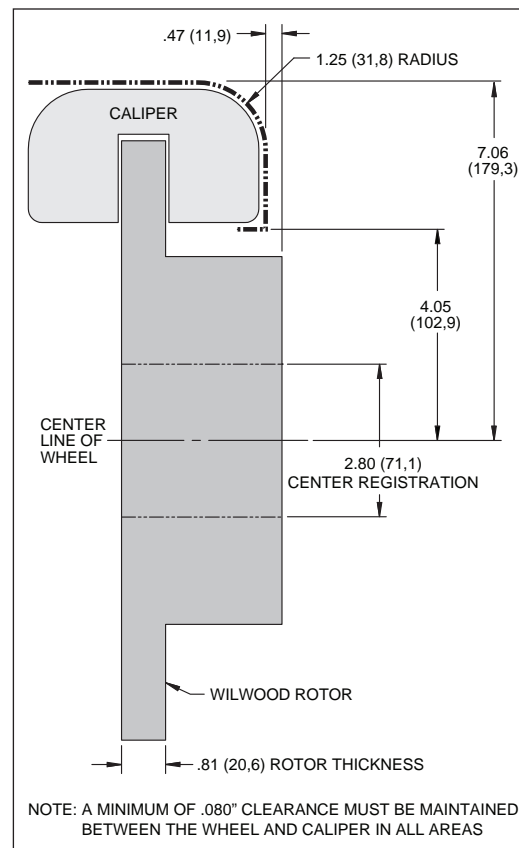 .47 (11,9)
1.25 (31,8) RADIUS
CALIPER
7.06
(179,3)
4.05
(102,9)
CENTER
LINE OF
WHEEL
2.80 (71,1)
CENTER REGISTRATION
WILWOOD ROTOR
.81 (20,6) ROTOR THICKNESS
NOTE: A MINIMUM OF .080" CLEARANCE MUST BE MAINTAINED
BETWEEN THE WHEEL AND CALIPER IN ALL AREAS